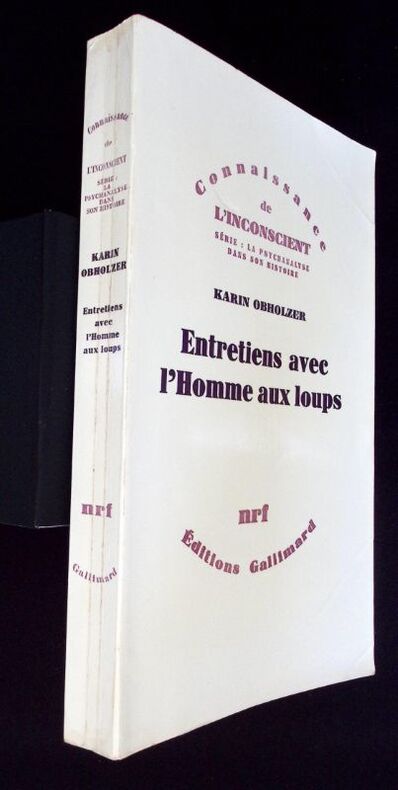 Connaissance
de
L'INCONSCIENT
SÉRIE :
LA
PSYCHANALYSE
DANS
SON HISTOIRE
KARIN
OBHOLZER
Entretiens
avec
l'Homme
aux loups
nrf
Gallimard
Connaissance
de
L'INCONSCIENT
SÉRIE : LA PSYCHANALYSE
DANS SON HISTOIRE
KARIN OBHOLZER
Entretiens avec
l'Homme aux loups
nrf
Éditions Gallimard